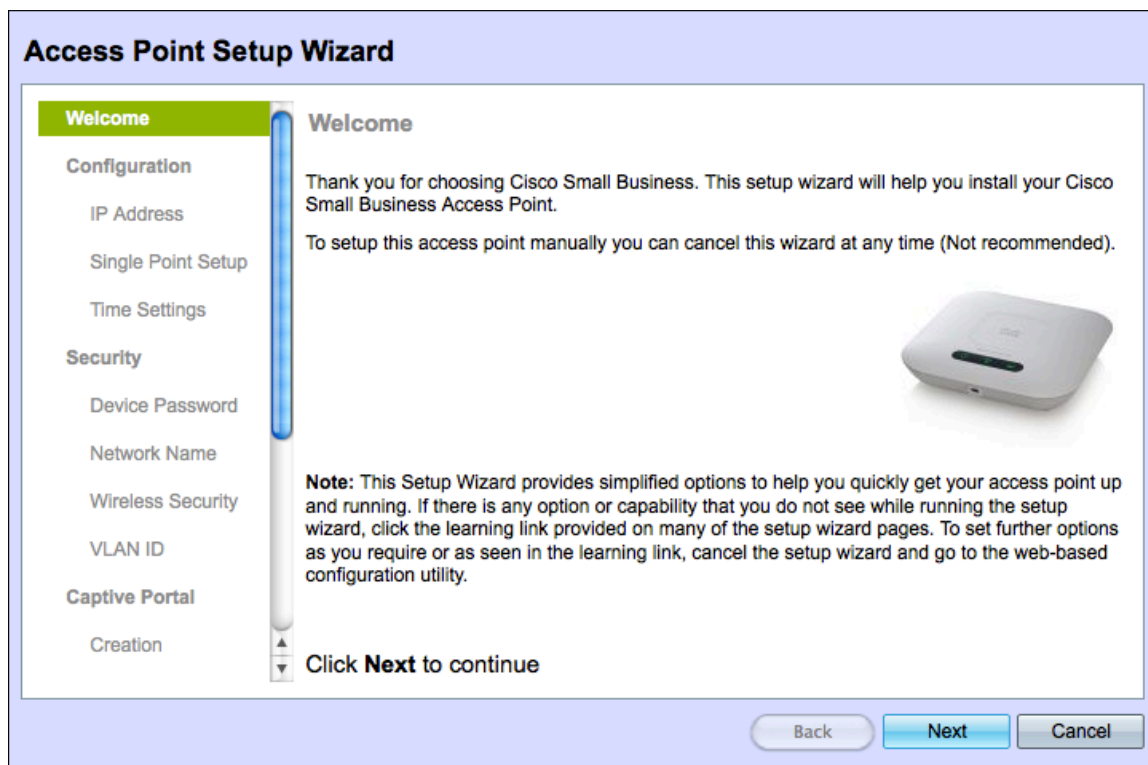 Access Point Setup Wizard
Welcome
Configuration
IP Address
Single Point Setup
Time Settings
Security
Device Password
Network Name
Wireless Security
VLAN ID
Captive Portal
Creation
Welcome
Thank you for choosing Cisco Small Business. This setup wizard will help you install your Cisco
Small Business Access Point.
To setup this access point manually you can cancel this wizard at any time (Not recommended).
Note: This Setup Wizard provides simplified options to help you quickly get your access point up
and running. If there is any option or capability that you do not see while running the setup
wizard, click the learning link provided on many of the setup wizard pages. To set further options
as you require or as seen in the learning link, cancel the setup wizard and go to the web-based
configuration utility.
Click Next to continue
Back
Next
Cancel